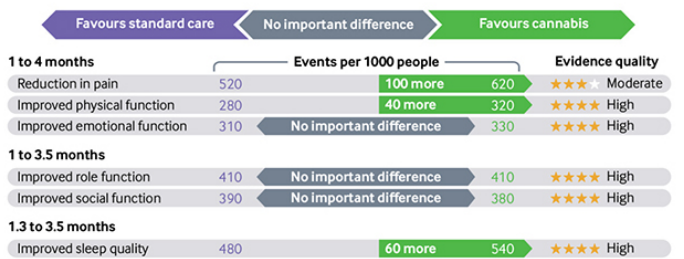 Favours standard care No important difference Favours cannabis
1 to 4 months Events per 1000 people Evidence quality
Reduction in pain 520 100 more 620 Moderate
Improved physical function 280 40 more 320 High
Improved emotional function 310 No important difference 330 High
1 to 3.5 months
Improved role function 410 No important difference 410 High
Improved social function 390 No important difference 380 High
1.3 to 3.5 months
Improved sleep quality 480 60 more 540 High